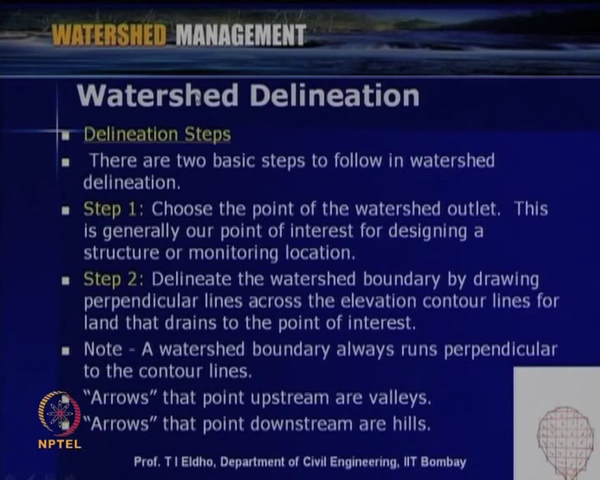 WATERSHED MANAGEMENT
Watershed Delineation
Delineation Steps
There are two basic steps to follow in watershed
delineation.
Step 1: Choose the point of the watershed outlet. This
is generally our point of interest for designing a
structure or monitoring location.
Step 2: Delineate the watershed boundary by drawing
perpendicular lines across the elevation contour lines for
land that drains to the point of interest.
Note - A watershed boundary always runs perpendicular
to the contour lines.
“Arrows” that point upstream are valleys.
“Arrows” that point downstream are hills.
NPTEL
Prof. T I Eldho, Department of Civil Engineering, IIT Bombay